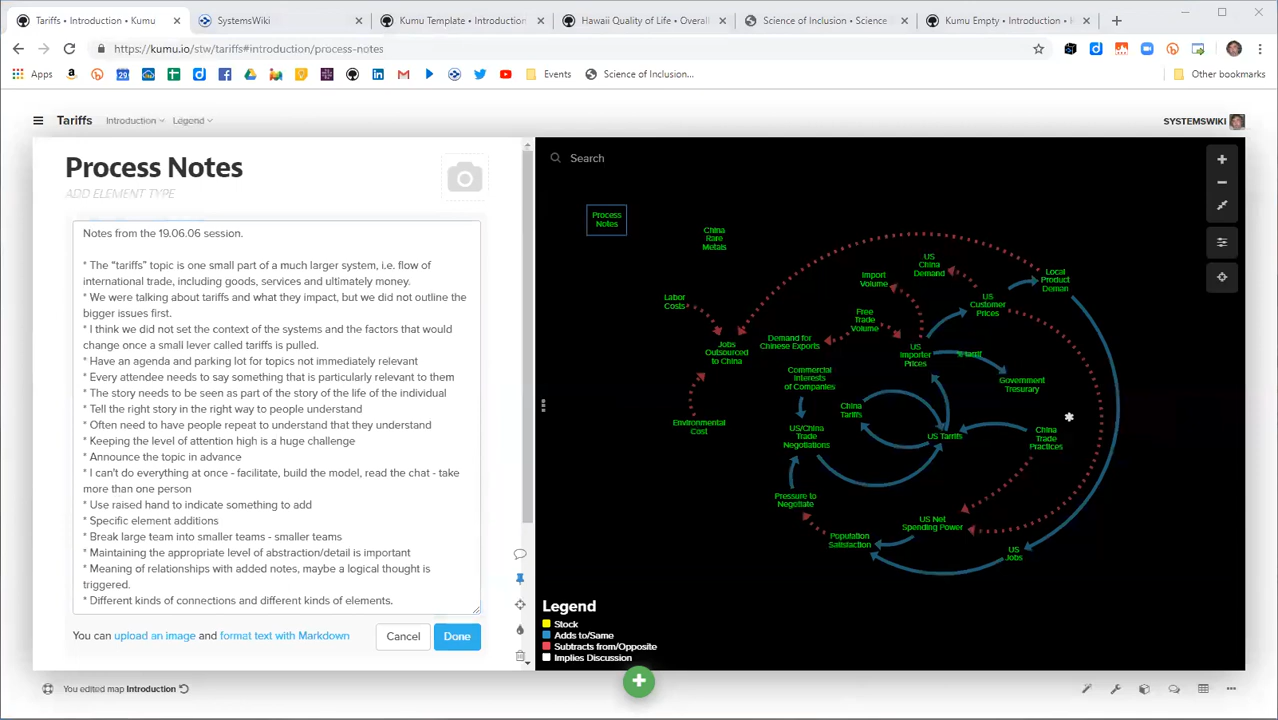 Tariffs • Introduction • Kumu
SystemsWiki
Kumu Template • Introduction •
Hawaii Quality of Life • Overall
Science of Inclusion • Science
Kumu Empty • Introduction •
https://kumu.io/stw/tariffs#introduction/process-notes
Apps
29
Events
Science of Inclusion...
Other bookmarks
Tariffs
Introduction
Legend
SYSTEMSWIKI
Process Notes
ADD ELEMENT TYPE
Notes from the 19.06.06 session.
* The "tariffs" topic is one small part of a much larger system, i.e. flow of
international trade, including goods, services and ultimately money.
* We were talking about tariffs and what they impact, but we did not outline the
bigger issues first.
* I think we did not set the context of the systems and the factors that would
change once a small lever called tariffs is pulled.
* Have an agenda and parking lot for topics not immediately relevant
* Every attendee needs to say something that is particularly relevant to them
* The story needs to be seen as part of the story of the life of the individual
* Tell the right story in the right way to people understand
* Often need to have people repeat to understand that they understand
* Keeping the level of attention high is a huge challenge
* Announce the topic in advance
* I can't do everything at once - facilitate, build the model, read the chat - take
more than one person
* Use raised hand to indicate something to add
* Specific element additions
* Break large team into smaller teams - smaller teams
* Maintaining the appropriate level of abstraction/detail is important
* Meaning of relationships with added notes, maybe a logical thought is
triggered.
* Different kinds of connections and different kinds of elements.
You can upload an image and format text with Markdown
Cancel
Done
Search
Process
Notes
China
Rare
Metals
US
China
Demand
Local
Product
Deman
Import
Volume
Labor
Costs
US
Customer
Prices
Free
Trade
Volume
Demand for
Chinese Exports
Jobs
Outsourced
to China
US
Importer
Prices
% tarrif
Commercial
Interests
of Companies
Government
Tresurary
China
Tariffs
Environmental
Cost
US/China
Trade
Negotiations
US Tarrifs
China
Trade
Practices
Pressure to
Negotiate
US Net
Spending Power
Population
Satisfaction
US
Jobs
Legend
Stock
Adds to/Same
Subtracts from/Opposite
Implies Discussion
You edited map Introduction